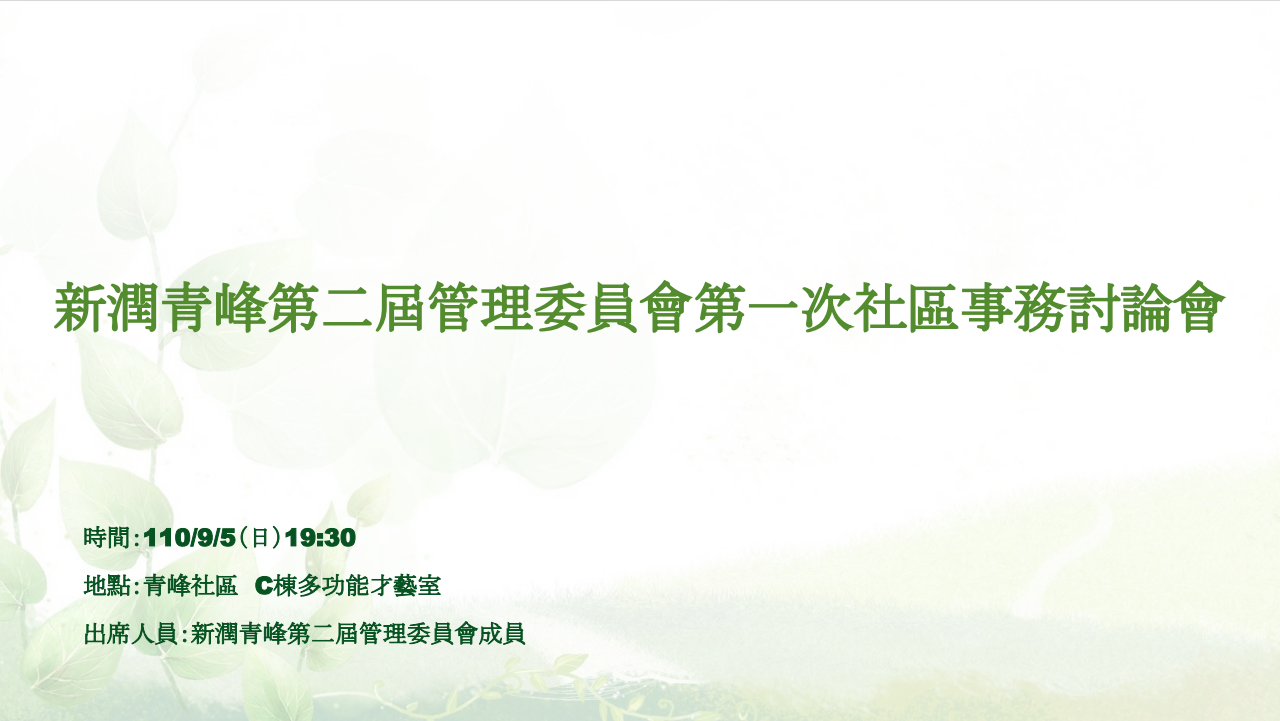 新潤青峰第二屆管理委員會第一次社區事務討論會
時間：110/9/5（日）19:30
地點：青峰社區　C棟多功能才藝室
出席人員：新潤青峰第二屆管理委員會成員